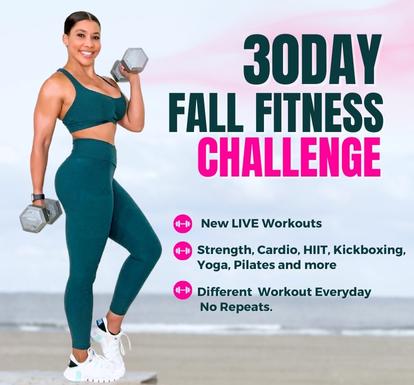 30DAY
FALL FITNESS
CHALLENGE
New LIVE Workouts
Strength, Cardio, HIIT, Kickboxing,
Yoga, Pilates and more
Different Workout Everyday
No Repeats.